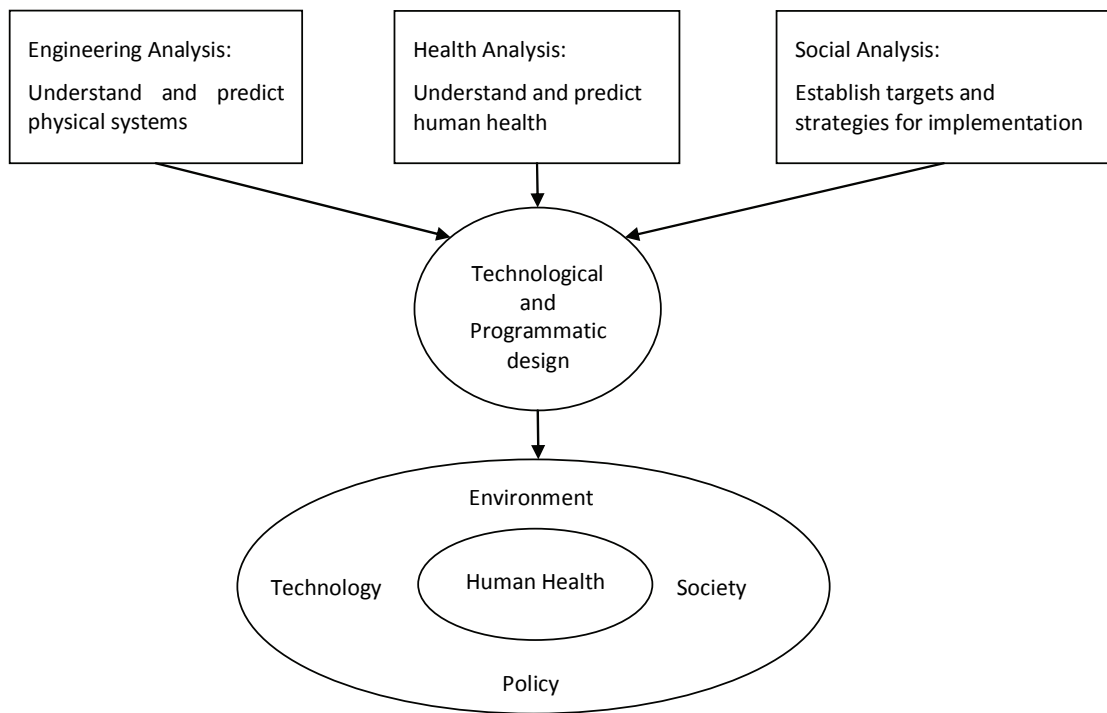 Engineering Analysis:
Understand and predict
physical systems
Health Analysis:
Understand and predict
human health
Social Analysis:
Establish targets and
strategies for implementation
Technological
and
Programmatic
design
Environment
Technology
Human Health
Society
Policy